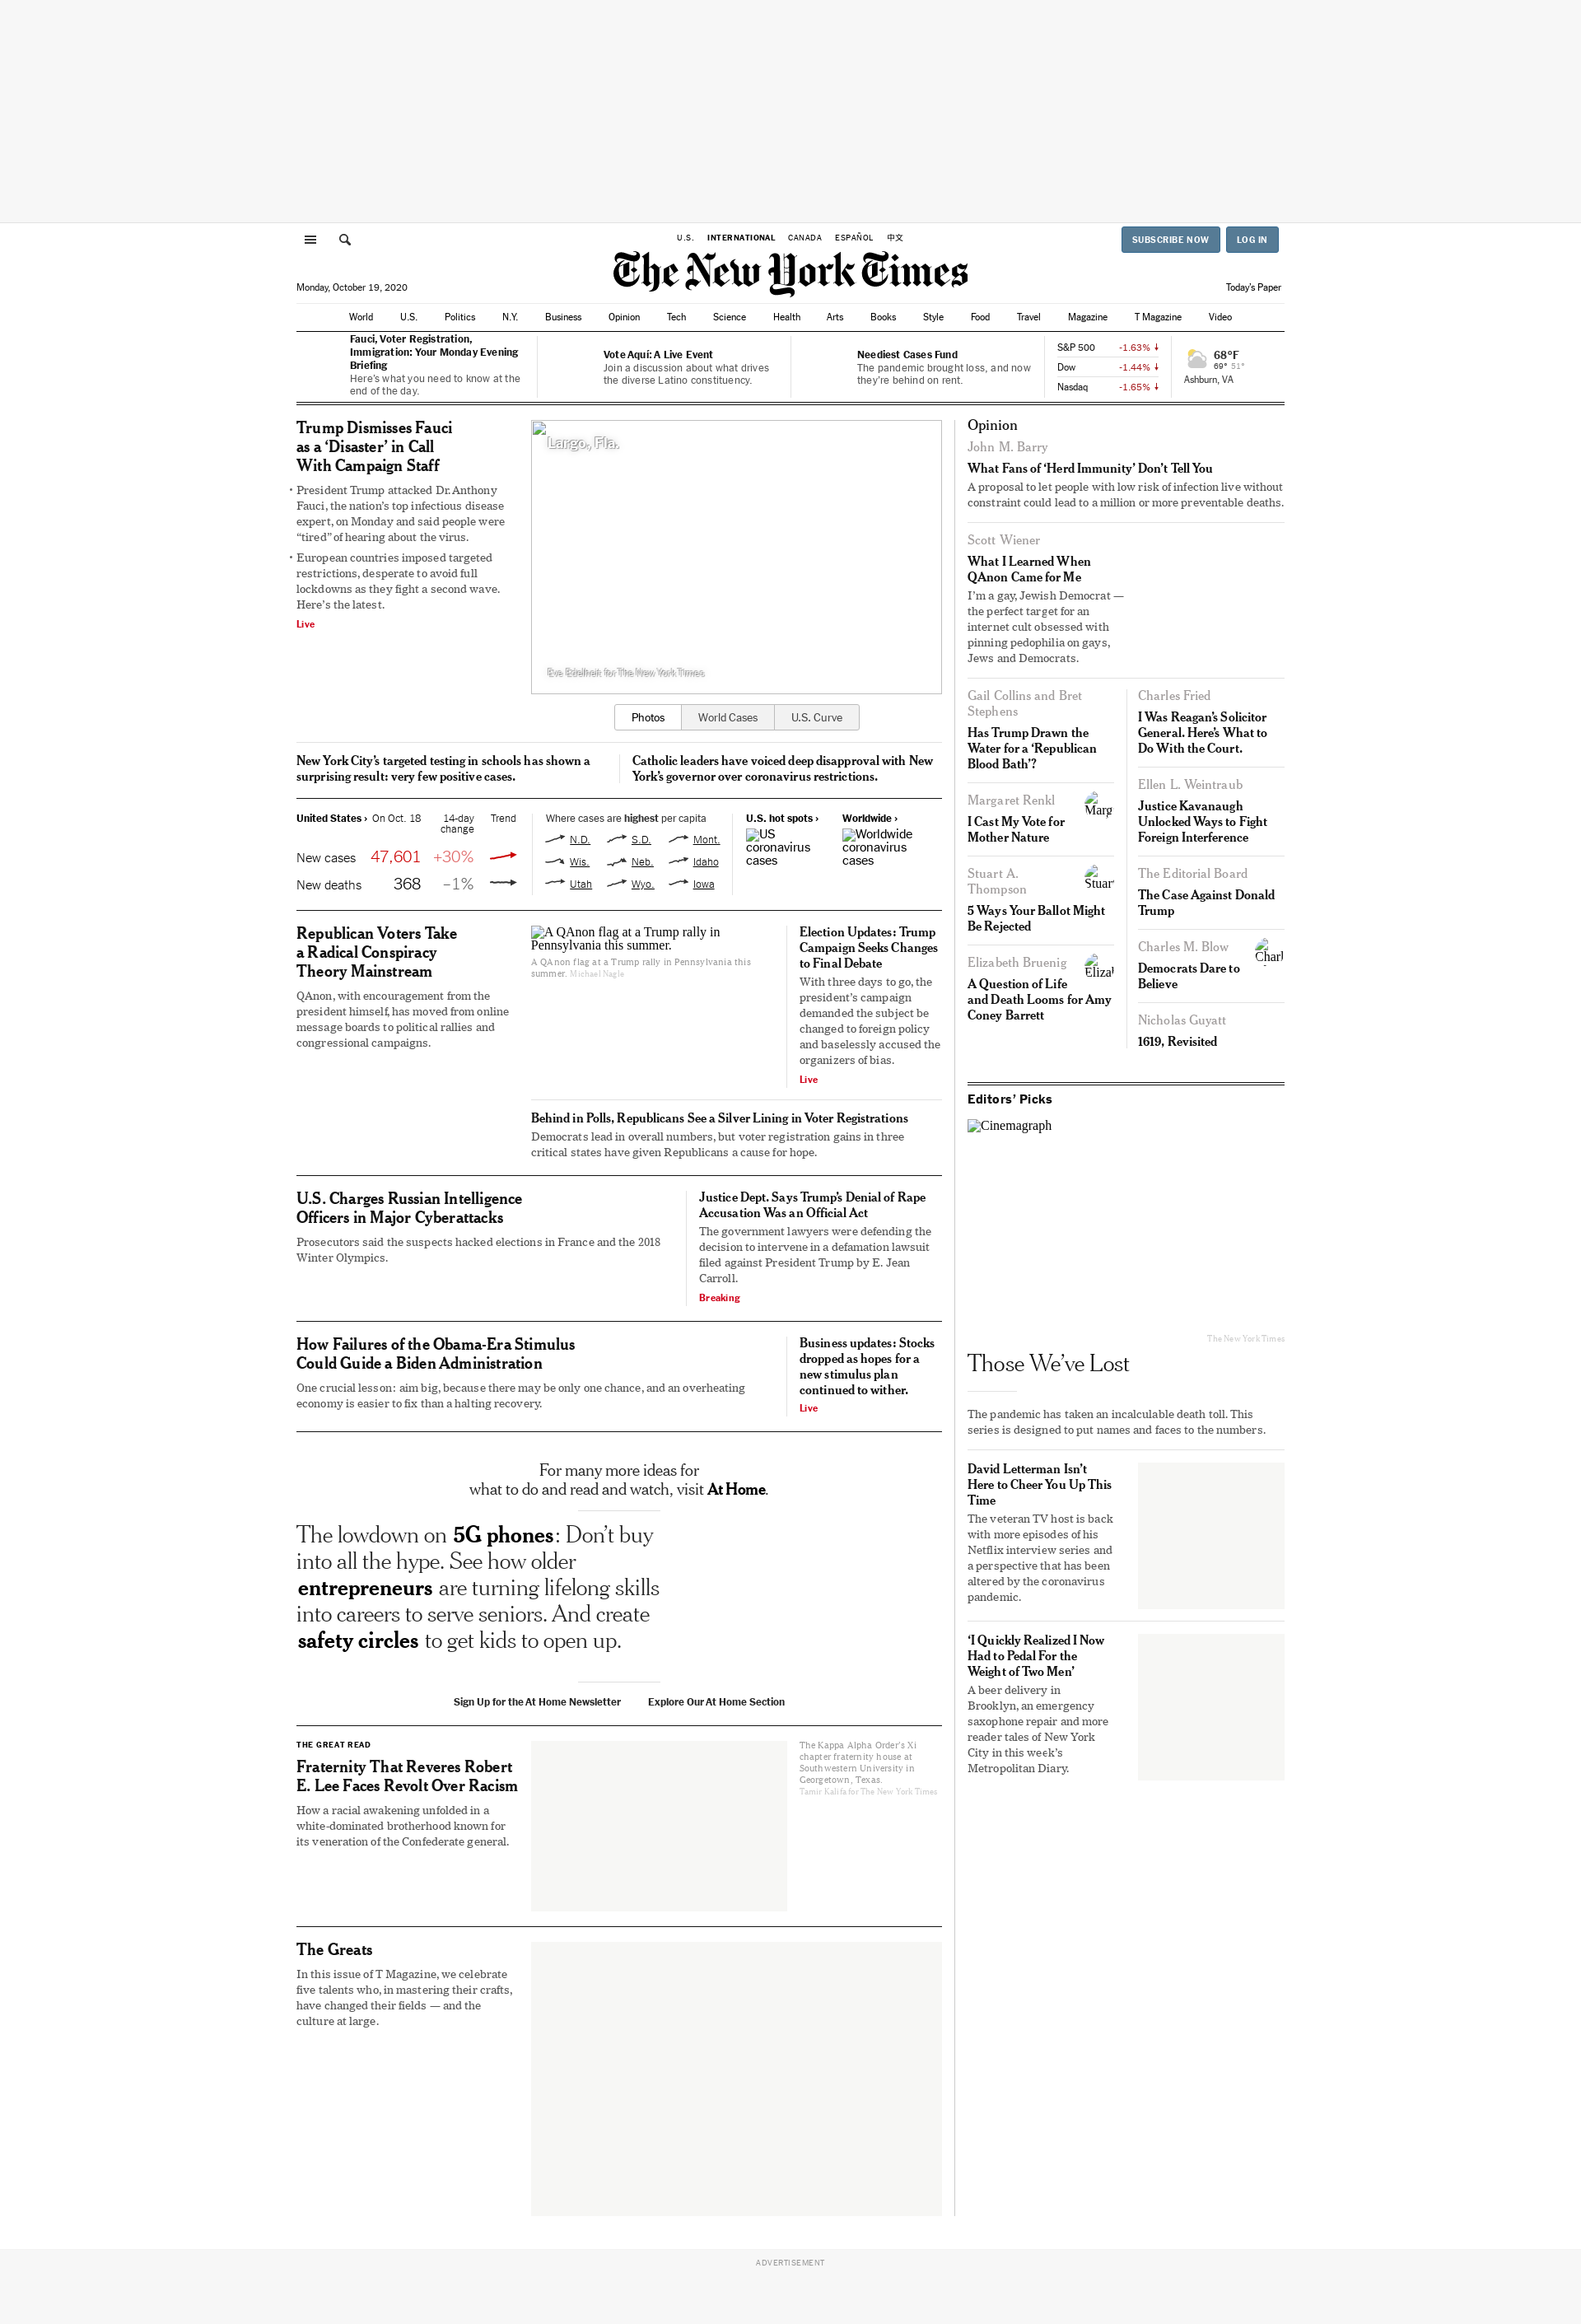 U.S.
INTERNATIONAL
CANADA
ESPAÑOL
中文
SUBSCRIBE NOW
LOG IN
The New York Times
Monday, October 19, 2020
Today's Paper
World
U.S.
Politics
N.Y.
Business
Opinion
Tech
Science
Health
Arts
Books
Style
Food
Travel
Magazine
T Magazine
Video
Fauci, Voter Registration,
Immigration: Your Monday Evening
Briefing
Here's what you need to know at the
end of the day.
Vote Aquí: A Live Event
Join a discussion about what drives
the diverse Latino constituency.
Neediest Cases Fund
The pandemic brought loss, and now
they're behind on rent.
S&P 500 -1.63%
Dow -1.44%
Nasdaq -1.65%
68°F
69° 51°
Ashburn, VA
Trump Dismisses Fauci
as a ‘Disaster’ in Call
With Campaign Staff
President Trump attacked Dr. Anthony
Fauci, the nation’s top infectious disease
expert, on Monday and said people were
“tired” of hearing about the virus.
European countries imposed targeted
restrictions, desperate to avoid full
lockdowns as they fight a second wave.
Here’s the latest.
Live
Largo, Fla.
Eve Edelheit for The New York Times
Photos
World Cases
U.S. Curve
New York City’s targeted testing in schools has shown a
surprising result: very few positive cases.
Catholic leaders have voiced deep disapproval with New
York’s governor over coronavirus restrictions.
United States › On Oct. 18 14-day
change Trend
New cases 47,601 +30%
New deaths 368 –1%
Where cases are highest per capita
N.D. S.D. Mont.
Wis. Neb. Idaho
Utah Wyo. Iowa
U.S. hot spots ›
US
coronavirus
cases
Worldwide ›
Worldwide
coronavirus
cases
Republican Voters Take
a Radical Conspiracy
Theory Mainstream
QAnon, with encouragement from the
president himself, has moved from online
message boards to political rallies and
congressional campaigns.
A QAnon flag at a Trump rally in
Pennsylvania this summer.
A QAnon flag at a Trump rally in Pennsylvania this
summer. Michael Nagle
Election Updates: Trump
Campaign Seeks Changes
to Final Debate
With three days to go, the
president’s campaign
demanded the subject be
changed to foreign policy
and baselessly accused the
organizers of bias.
Live
Behind in Polls, Republicans See a Silver Lining in Voter Registrations
Democrats lead in overall numbers, but voter registration gains in three
critical states have given Republicans a cause for hope.
U.S. Charges Russian Intelligence
Officers in Major Cyberattacks
Prosecutors said the suspects hacked elections in France and the 2018
Winter Olympics.
Justice Dept. Says Trump’s Denial of Rape
Accusation Was an Official Act
The government lawyers were defending the
decision to intervene in a defamation lawsuit
filed against President Trump by E. Jean
Carroll.
Breaking
How Failures of the Obama-Era Stimulus
Could Guide a Biden Administration
One crucial lesson: aim big, because there may be only one chance, and an overheating
economy is easier to fix than a halting recovery.
Business updates: Stocks
dropped as hopes for a
new stimulus plan
continued to wither.
Live
For many more ideas for
what to do and read and watch, visit At Home.
The lowdown on 5G phones: Don’t buy
into all the hype. See how older
entrepreneurs are turning lifelong skills
into careers to serve seniors. And create
safety circles to get kids to open up.
Sign Up for the At Home Newsletter
Explore Our At Home Section
THE GREAT READ
Fraternity That Reveres Robert
E. Lee Faces Revolt Over Racism
How a racial awakening unfolded in a
white-dominated brotherhood known for
its veneration of the Confederate general.
The Kappa Alpha Order’s Xi
chapter fraternity house at
Southwestern University in
Georgetown, Texas.
Tamir Kalifa for The New York Times
The Greats
In this issue of T Magazine, we celebrate
five talents who, in mastering their crafts,
have changed their fields — and the
culture at large.
Opinion
John M. Barry
What Fans of ‘Herd Immunity’ Don’t Tell You
A proposal to let people with low risk of infection live without
constraint could lead to a million or more preventable deaths.
Scott Wiener
What I Learned When
QAnon Came for Me
I’m a gay, Jewish Democrat —
the perfect target for an
internet cult obsessed with
pinning pedophilia on gays,
Jews and Democrats.
Gail Collins and Bret
Stephens
Has Trump Drawn the
Water for a ‘Republican
Blood Bath’?
Margaret Renkl
Marg
I Cast My Vote for
Mother Nature
Stuart A.
Thompson
Stuart
5 Ways Your Ballot Might
Be Rejected
Elizabeth Bruenig
Elizab
A Question of Life
and Death Looms for Amy
Coney Barrett
Charles Fried
I Was Reagan’s Solicitor
General. Here’s What to
Do With the Court.
Ellen L. Weintraub
Justice Kavanaugh
Unlocked Ways to Fight
Foreign Interference
The Editorial Board
The Case Against Donald
Trump
Charles M. Blow
Charl
Democrats Dare to
Believe
Nicholas Guyatt
1619, Revisited
Editors’ Picks
Cinemagraph
The New York Times
Those We’ve Lost
The pandemic has taken an incalculable death toll. This
series is designed to put names and faces to the numbers.
David Letterman Isn’t
Here to Cheer You Up This
Time
The veteran TV host is back
with more episodes of his
Netflix interview series and
a perspective that has been
altered by the coronavirus
pandemic.
‘I Quickly Realized I Now
Had to Pedal For the
Weight of Two Men’
A beer delivery in
Brooklyn, an emergency
saxophone repair and more
reader tales of New York
City in this week’s
Metropolitan Diary.
ADVERTISEMENT